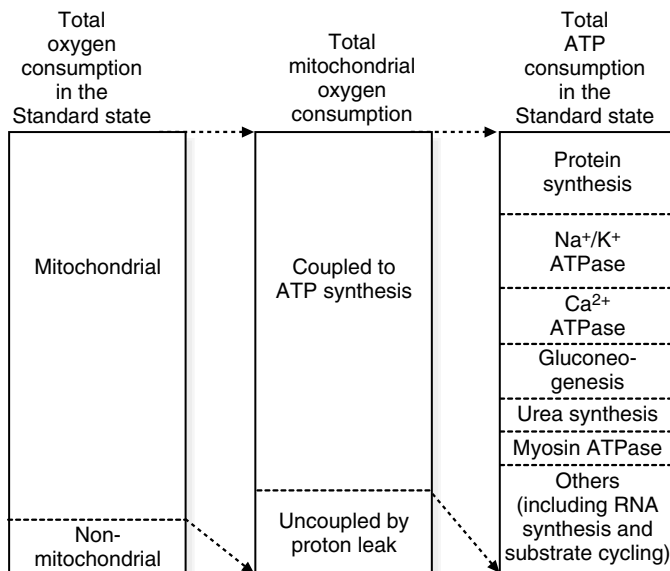 Total
oxygen
consumption
in the
Standard state
Mitochondrial
Non-
mitochondrial
Total
mitochondrial
oxygen
consumption
Coupled to
ATP synthesis
Uncoupled by
proton leak
Total
ATP
consumption
in the
Standard state
Protein
synthesis
Na⁺/K⁺
ATPase
Ca²⁺
ATPase
Gluconeo-
genesis
Urea synthesis
Myosin ATPase
Others
(including RNA
synthesis and
substrate cycling)